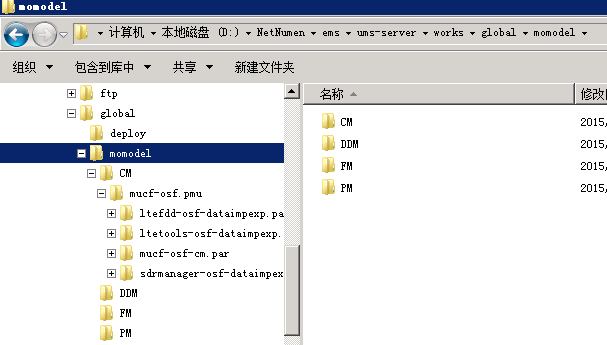 momodel
计算机 本地磁盘 (D:) NetNumen ems ums-server works global momodel
组织 包含到库中 共享 新建文件夹
ftp
global
deploy
momodel
CM
mucf-osf.pmu
ltefdd-osf-dataimpexp.pa
ltetools-osf-dataimpexp.
mucf-osf-cm.par
sdrmanager-osf-dataimpex
DDM
FM
PM
名称 修改
CM 2015
DDM 2015
FM 2015
PM 2015